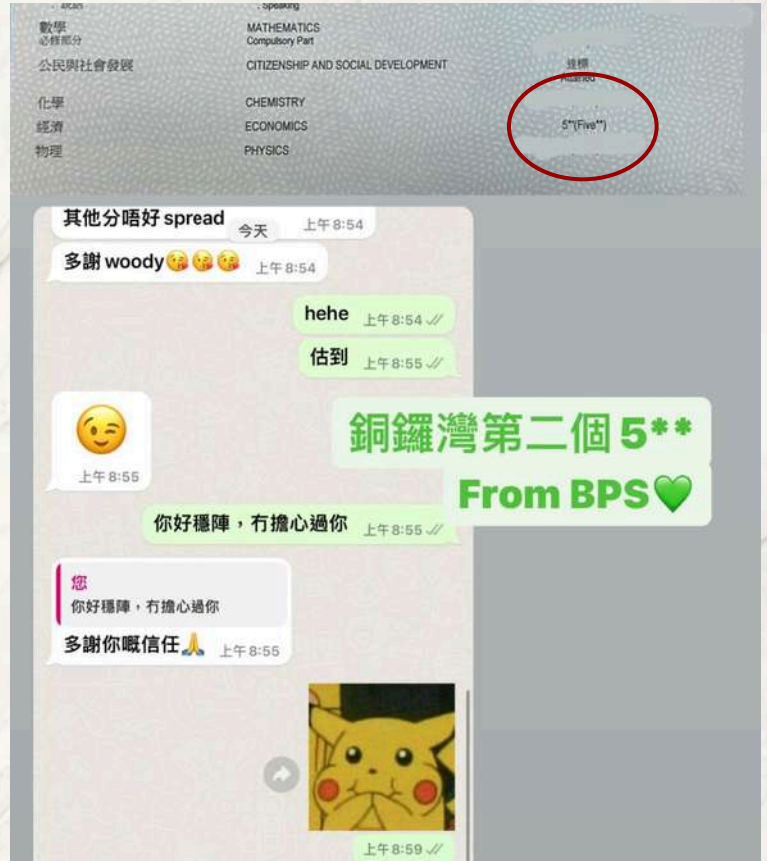 : Speaking
數學 MATHEMATICS
必修部分 Compulsory Part
公民與社會發展 CITIZENSHIP AND SOCIAL DEVELOPMENT 達標
Attained
化學 CHEMISTRY
經濟 ECONOMICS 5**(Five**)
物理 PHYSICS
其他分唔好 spread 上午 8:54
今天
多謝 woody😘😘😘 上午 8:54
hehe 上午 8:54
估到 上午 8:55
😉
上午 8:55
銅鑼灣第二個 5**
From BPS💚
你好穩陣，冇擔心過你 上午 8:55
您
你好穩陣，冇擔心過你
多謝你嘅信任🙏 上午 8:55
上午 8:59